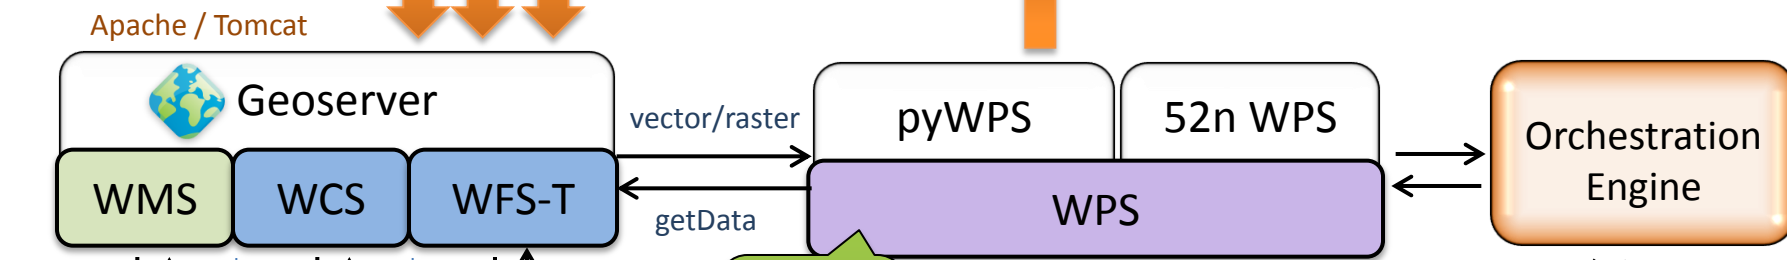 Apache / Tomcat
Geoserver
vector/raster
pyWPS
52n WPS
Orchestration
Engine
WMS
WCS
WFS-T
getData
WPS